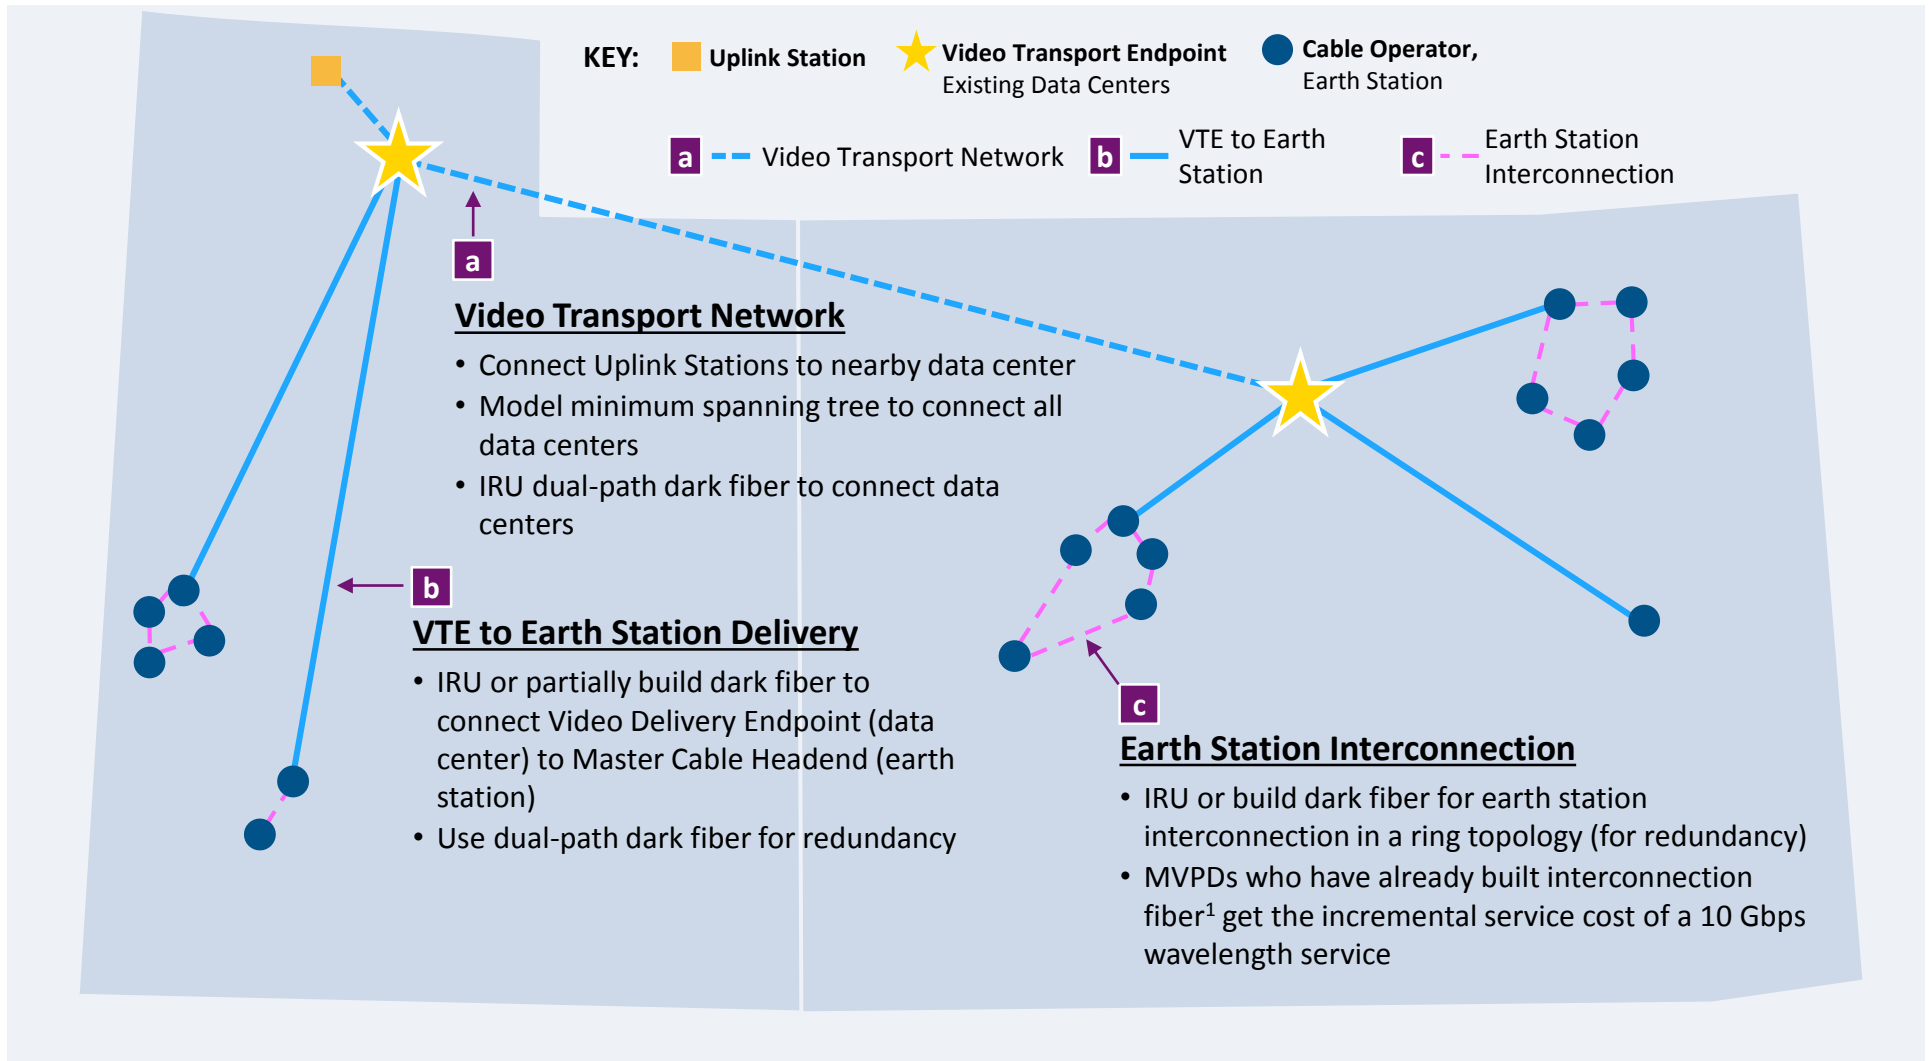 KEY:
Uplink Station
Video Transport Endpoint
Existing Data Centers
Cable Operator,
Earth Station
a
Video Transport Network
b
VTE to Earth
Station
c
Earth Station
Interconnection
a
Video Transport Network
• Connect Uplink Stations to nearby data center
• Model minimum spanning tree to connect all
data centers
• IRU dual-path dark fiber to connect data
centers
b
VTE to Earth Station Delivery
• IRU or partially build dark fiber to
connect Video Delivery Endpoint (data
center) to Master Cable Headend (earth
station)
• Use dual-path dark fiber for redundancy
c
Earth Station Interconnection
• IRU or build dark fiber for earth station
interconnection in a ring topology (for redundancy)
• MVPDs who have already built interconnection
fiber¹ get the incremental service cost of a 10 Gbps
wavelength service